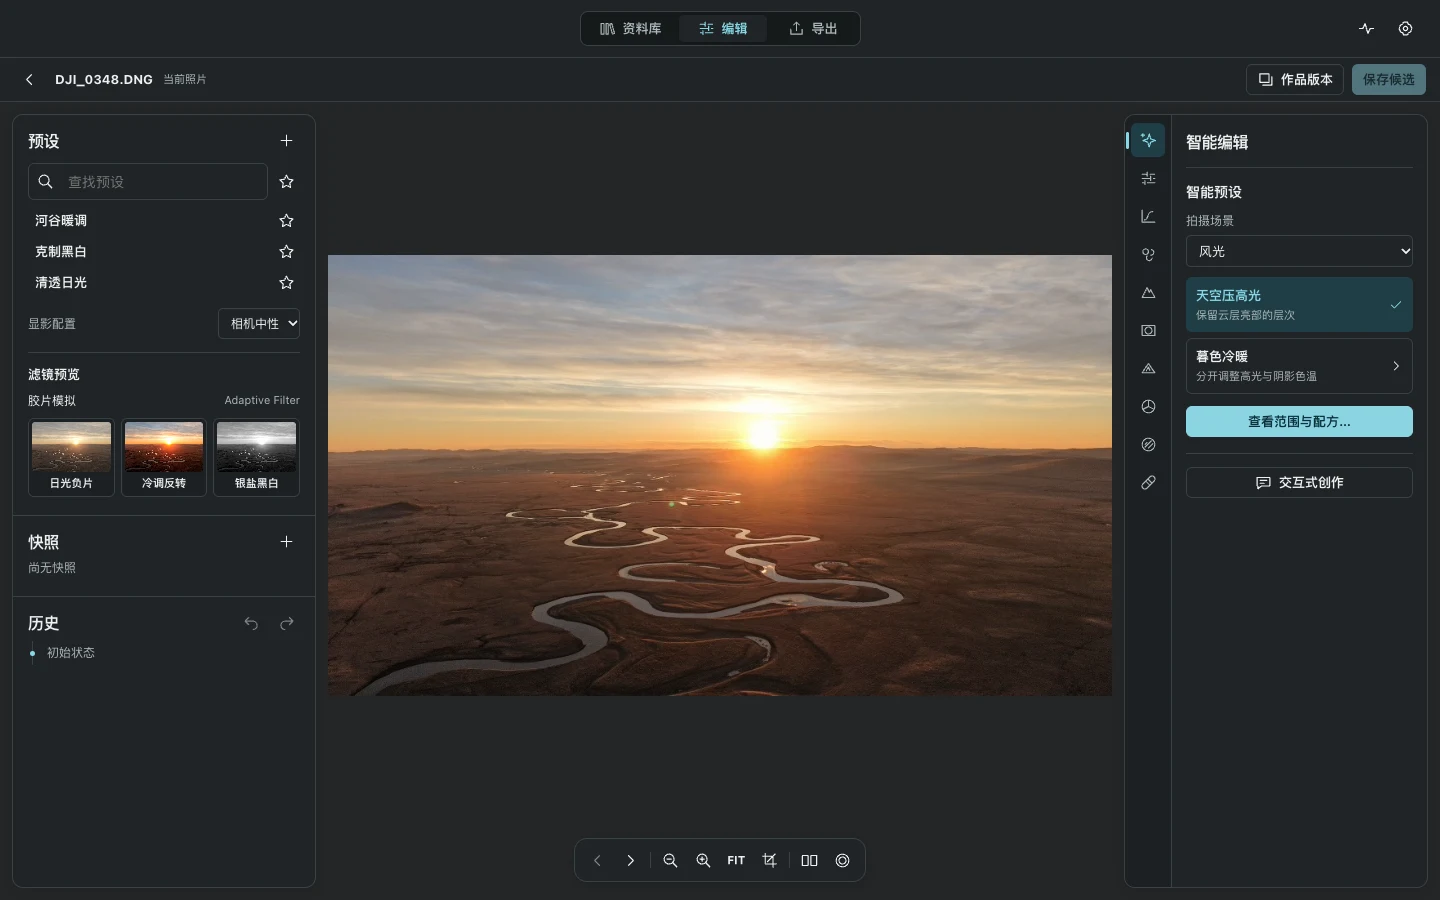 资料库
编辑
导出
DJI_0348.DNG 当前照片
作品版本
保存候选
预设
查找预设
河谷暖调
克制黑白
清透日光
显影配置
相机中性
滤镜预览
胶片模拟
Adaptive Filter
日光负片
冷调反转
银盐黑白
快照
尚无快照
历史
初始状态
FIT
智能编辑
智能预设
拍摄场景
风光
天空压高光
保留云层亮部的层次
暮色冷暖
分开调整高光与阴影色温
查看范围与配方...
交互式创作